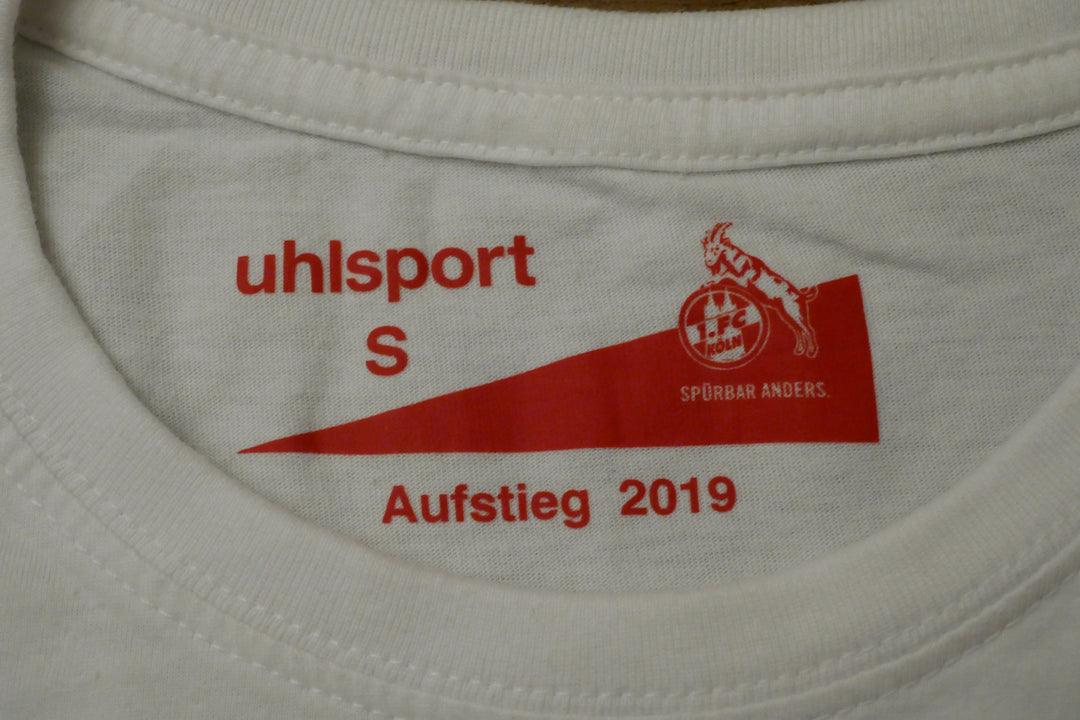 uhlsport
S
1. FC
KÖLN
SPÜRBAR ANDERS.
Aufstieg 2019